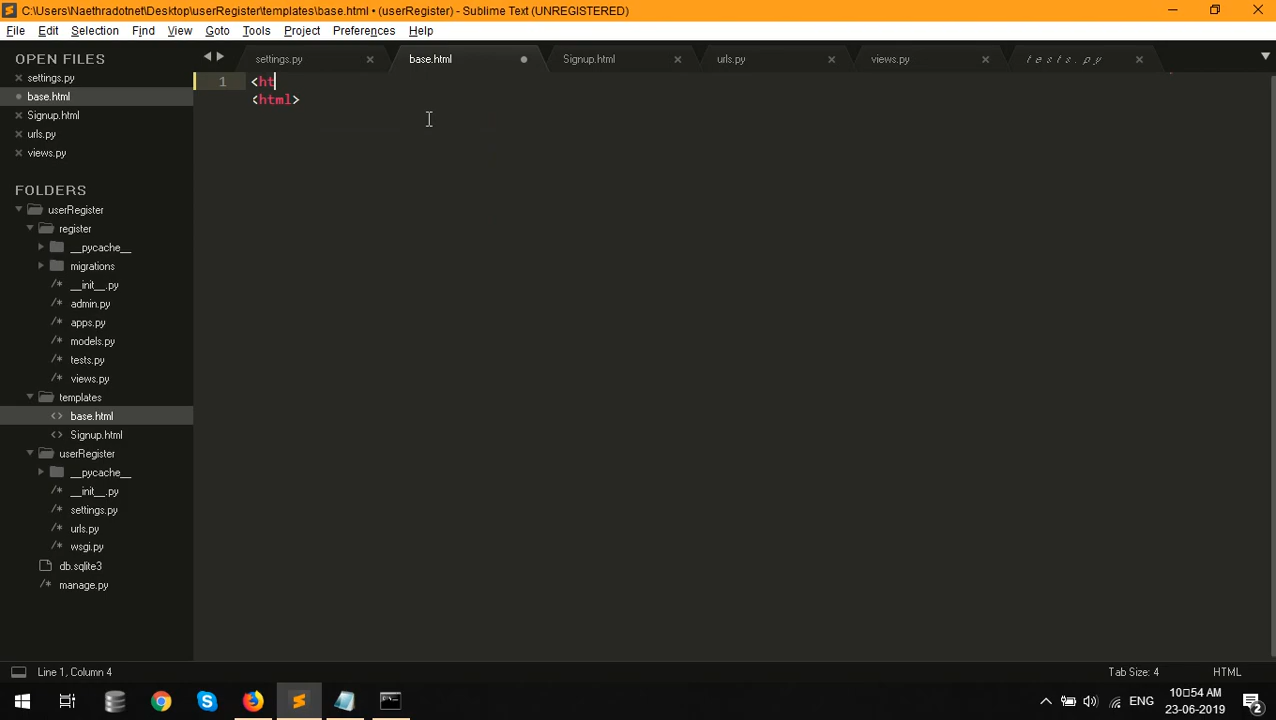 C:\Users\Naethradotnet\Desktop\userRegister\templates\base.html • (userRegister) - Sublime Text (UNREGISTERED)
File Edit Selection Find View Goto Tools Project Preferences Help
OPEN FILES
settings.py
base.html
Signup.html
urls.py
views.py
FOLDERS
userRegister
register
__pycache__
migrations
__init__.py
admin.py
apps.py
models.py
tests.py
views.py
templates
base.html
Signup.html
userRegister
__pycache__
__init__.py
settings.py
urls.py
wsgi.py
db.sqlite3
manage.py
settings.py base.html Signup.html urls.py views.py tests.py
1 <ht
<html>
Line 1, Column 4 Tab Size: 4 HTML
ENG
10:54 AM
23-06-2019
2